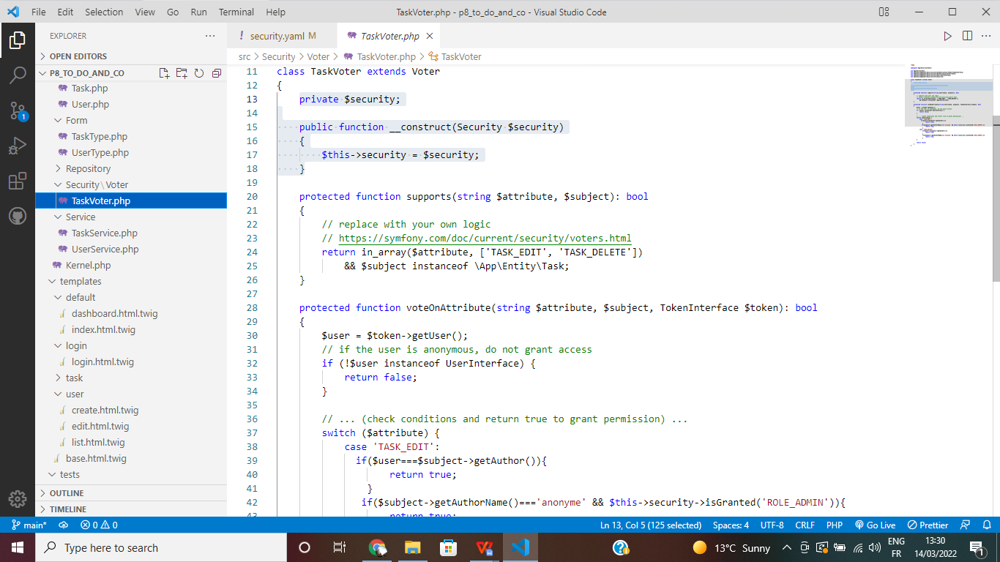 File Edit Selection View Go Run Terminal Help TaskVoter.php - p8_to_do_and_co - Visual Studio Code
EXPLORER
OPEN EDITORS
P8_TO_DO_AND_CO
Task.php
User.php
Form
TaskType.php
UserType.php
Repository
Security\Voter
TaskVoter.php
Service
TaskService.php
UserService.php
Kernel.php
templates
default
dashboard.html.twig
index.html.twig
login
login.html.twig
task
user
create.html.twig
edit.html.twig
list.html.twig
base.html.twig
tests
OUTLINE
TIMELINE
1
! security.yaml M TaskVoter.php
src > Security > Voter > TaskVoter.php > TaskVoter
11 class TaskVoter extends Voter
12 {
13 private $security;
14
15 public function __construct(Security $security)
16 {
17 $this->security = $security;
18 }
19
20 protected function supports(string $attribute, $subject): bool
21 {
22 // replace with your own logic
23 // https://symfony.com/doc/current/security/voters.html
24 return in_array($attribute, ['TASK_EDIT', 'TASK_DELETE'])
25 && $subject instanceof \App\Entity\Task;
26 }
27
28 protected function voteOnAttribute(string $attribute, $subject, TokenInterface $token): bool
29 {
30 $user = $token->getUser();
31 // if the user is anonymous, do not grant access
32 if (!$user instanceof UserInterface) {
33 return false;
34 }
35
36 // ... (check conditions and return true to grant permission) ...
37 switch ($attribute) {
38 case 'TASK_EDIT':
39 if($user===$subject->getAuthor()){
40 return true;
41 }
42 if($subject->getAuthorName()==='anonyme' && $this->security->isGranted('ROLE_ADMIN')){
43 return true;
main* 0 0 Ln 13, Col 5 (125 selected) Spaces: 4 UTF-8 CRLF PHP Go Live Prettier
Type here to search 13°C Sunny ENG FR 13:30 14/03/2022 1